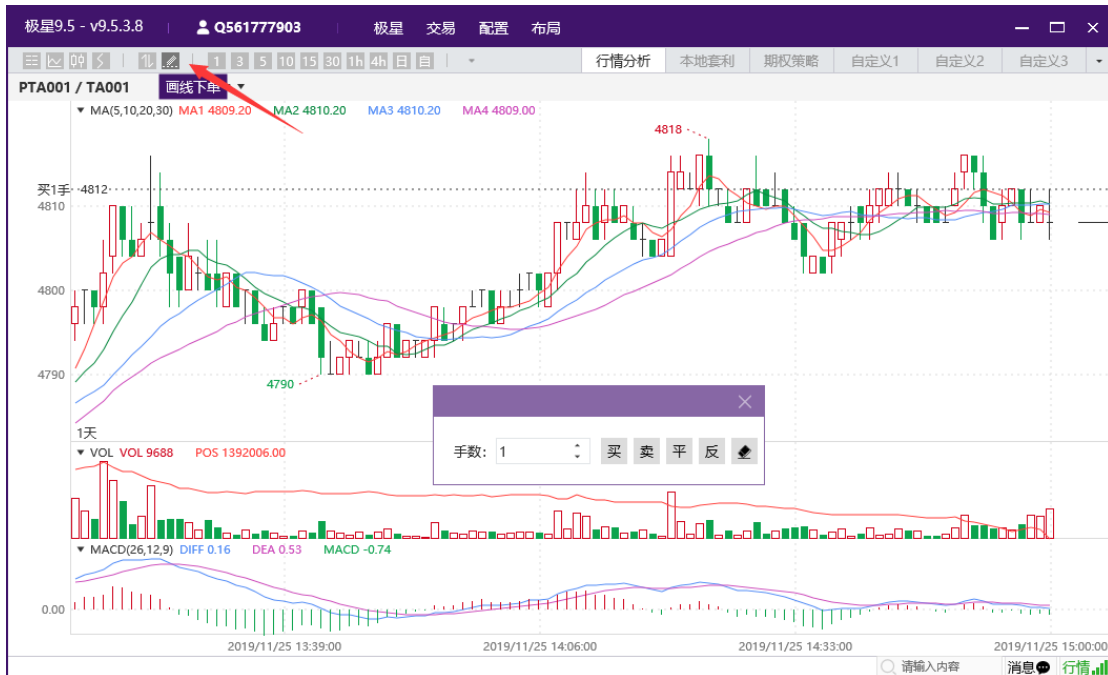 极星9.5 - v9.5.3.8 Q561777903 极星 交易 配置 布局
1 3 5 10 15 30 1h 4h 日 行情分析 本地套利 期权策略 自定义1 自定义2 自定义3
PTA001 / TA001 画线下单
MA(5,10,20,30) MA1 4809.20 MA2 4810.20 MA3 4810.20 MA4 4809.00
4818
买1手 4812
4810
4800
4790
4790
1天
手数: 1 买 卖 平 反
VOL VOL 9688 POS 1392006.00
MACD(26,12,9) DIFF 0.16 DEA 0.53 MACD -0.74
0.00
2019/11/25 13:39:00 2019/11/25 14:06:00 2019/11/25 14:33:00 2019/11/25 15:00:00
请输入内容 消息 行情